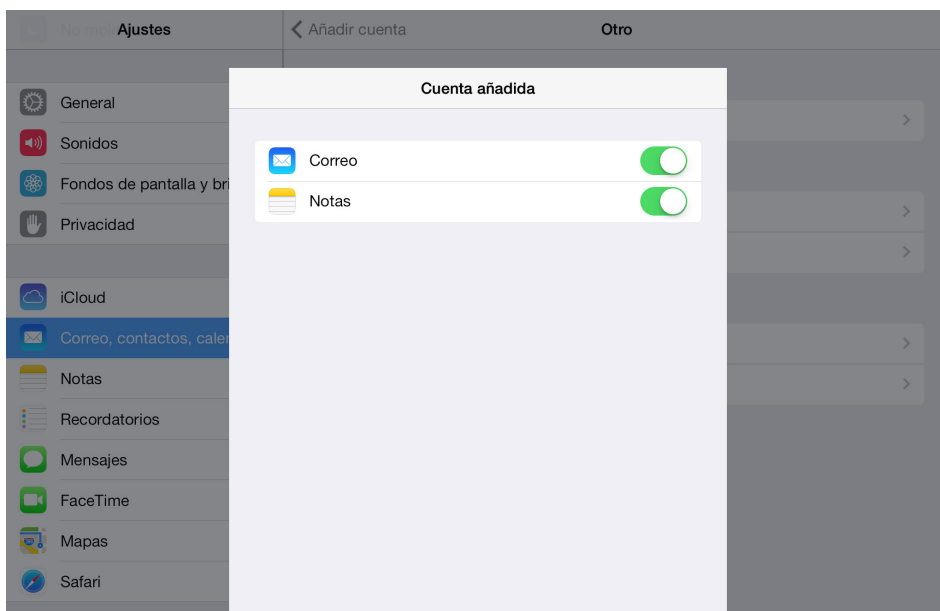 Ajustes
Añadir cuenta
Otro
Cuenta añadida
General
Sonidos
Fondos de pantalla y bri
Privacidad
iCloud
Correo, contactos, caler
Notas
Recordatorios
Mensajes
FaceTime
Mapas
Safari
Correo
Notas